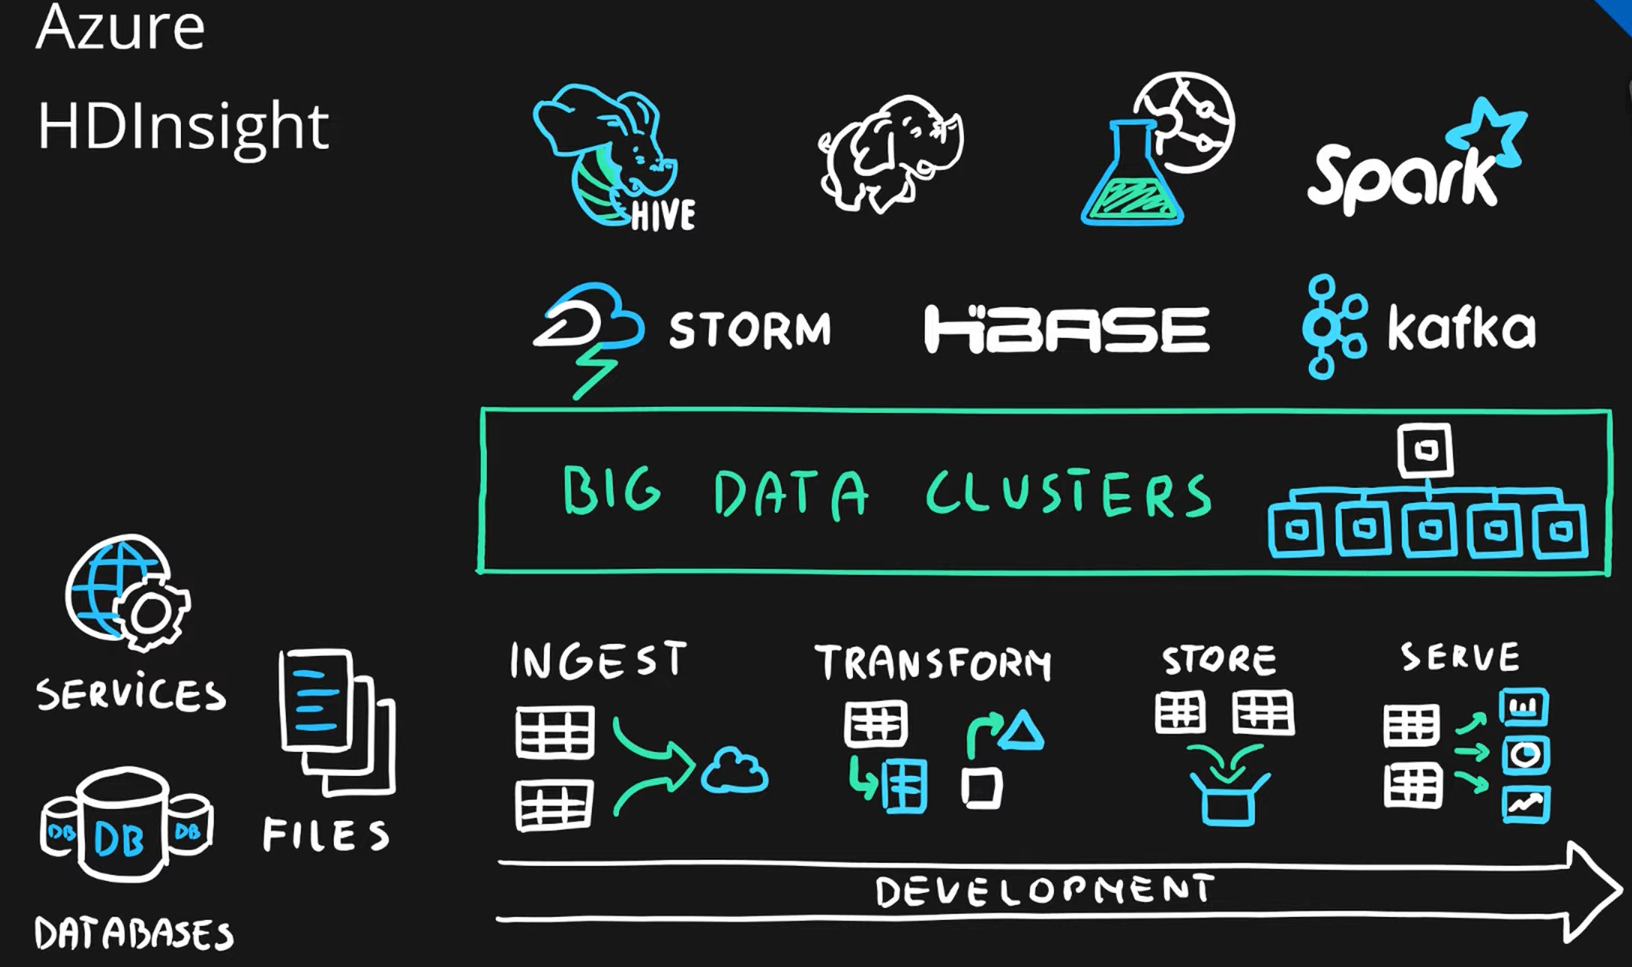 Azure
HDInsight
HIVE
Spark
STORM
HBASE
kafka
BIG DATA CLUSTERS
SERVICES
FILES
DB
DB
DB
DATABASES
INGEST
TRANSFORM
STORE
SERVE
DEVELOPMENT